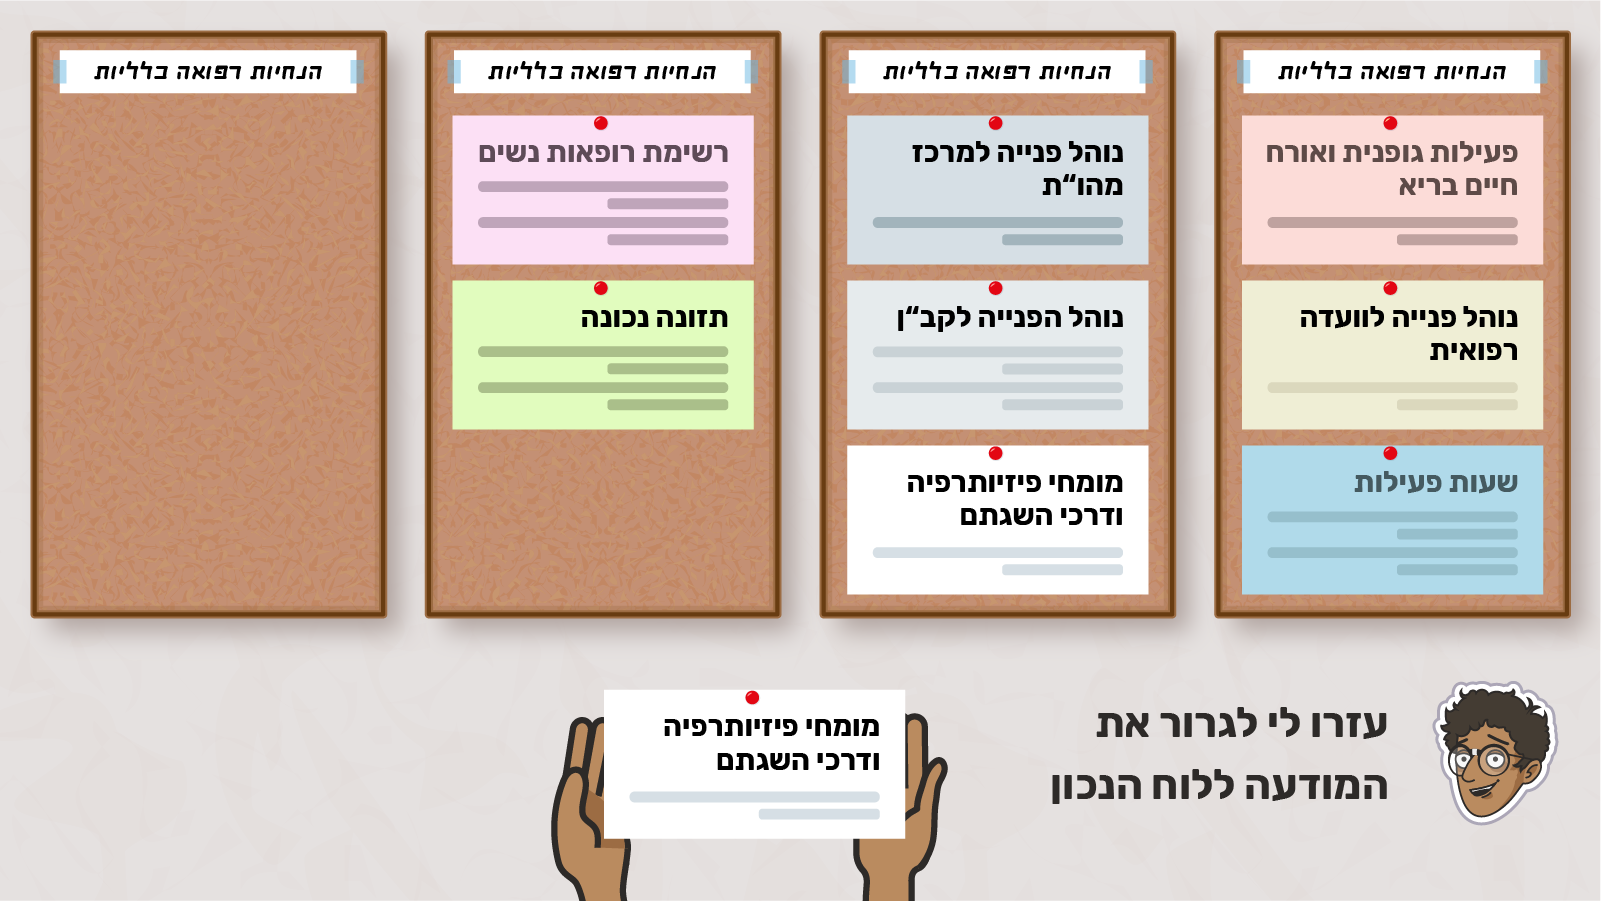 הנחיות רפואה כלליות
פעילות גופנית ואורח
חיים בריא
נוהל פנייה לוועדה
רפואית
שעות פעילות
הנחיות רפואה כלליות
נוהל פנייה למרכז
מהו“ת
נוהל הפנייה לקב“ן
מומחי פיזיותרפיה
ודרכי השגתם
הנחיות רפואה כלליות
רשימת רופאות נשים
תזונה נכונה
הנחיות רפואה כלליות
עזרו לי לגרור את
המודעה ללוח הנכון
מומחי פיזיותרפיה
ודרכי השגתם